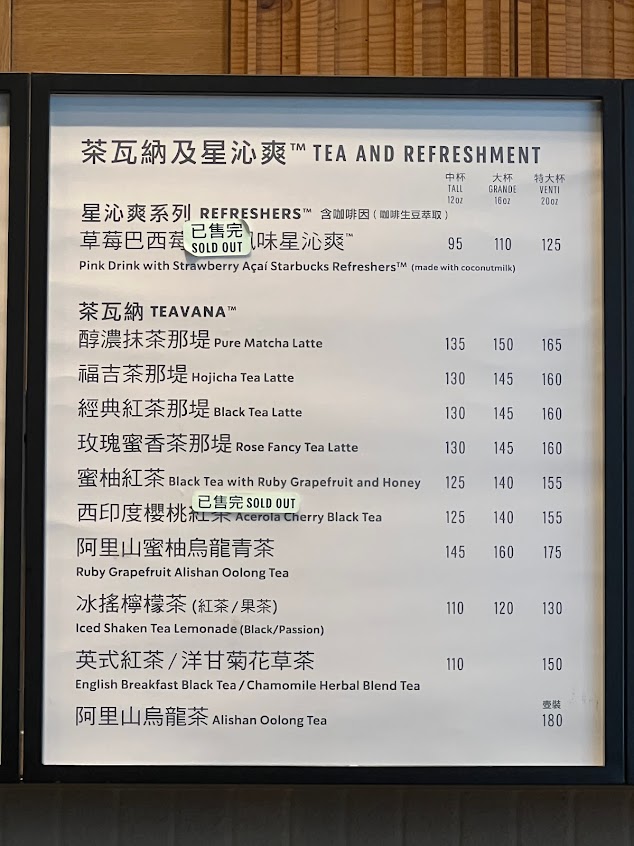 茶瓦納及星沁爽™ TEA AND REFRESHMENT
中杯 大杯 特大杯
TALL GRANDE VENTI
12oz 16oz 20oz
星沁爽系列 REFRESHERS™ 含咖啡因（咖啡生豆萃取）
已售完
SOLD OUT
草莓巴西莓 風味星沁爽™ 95 110 125
Pink Drink with Strawberry Açaí Starbucks Refreshers™ (made with coconutmilk)
茶瓦納 TEAVANA™
醇濃抹茶那堤 Pure Matcha Latte 135 150 165
福吉茶那堤 Hojicha Tea Latte 130 145 160
經典紅茶那堤 Black Tea Latte 130 145 160
玫瑰蜜香茶那堤 Rose Fancy Tea Latte 130 145 160
蜜柚紅茶 Black Tea with Ruby Grapefruit and Honey 125 140 155
已售完 SOLD OUT
西印度櫻桃紅茶 Acerola Cherry Black Tea 125 140 155
阿里山蜜柚烏龍青茶 145 160 175
Ruby Grapefruit Alishan Oolong Tea
冰搖檸檬茶 (紅茶/果茶) 110 120 130
Iced Shaken Tea Lemonade (Black/Passion)
英式紅茶/洋甘菊花草茶 110 150
English Breakfast Black Tea/Chamomile Herbal Blend Tea
壺裝
阿里山烏龍茶 Alishan Oolong Tea 180